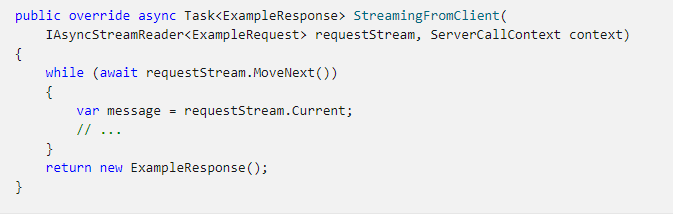 public override async Task<ExampleResponse> StreamingFromClient(
    IAsyncStreamReader<ExampleRequest> requestStream, ServerCallContext context)
{
    while (await requestStream.MoveNext())
    {
        var message = requestStream.Current;
        // ...
    }
    return new ExampleResponse();
}